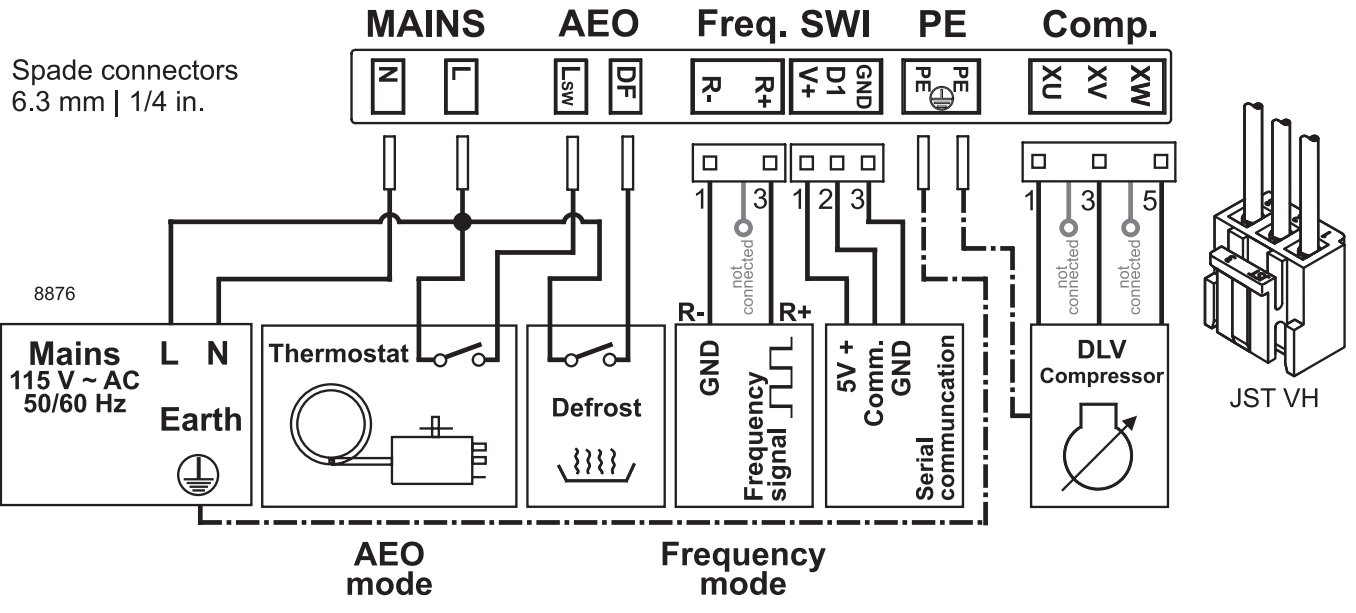 MAINS AEO Freq. SWI PE Comp.
Spade connectors
6.3 mm | 1/4 in.
N L Lsw DF R- R+ V+ D1 GND PE PE XU XV XW
1 3 1 2 3 1 3 5
not connected
not connected
not connected
8876
R- R+
Mains L N
115 V ~ AC
50/60 Hz
Earth
Thermostat
Defrost
GND
Frequency
signal
5V +
Comm.
GND
Serial
communcation
DLV
Compressor
JST VH
AEO
mode
Frequency
mode